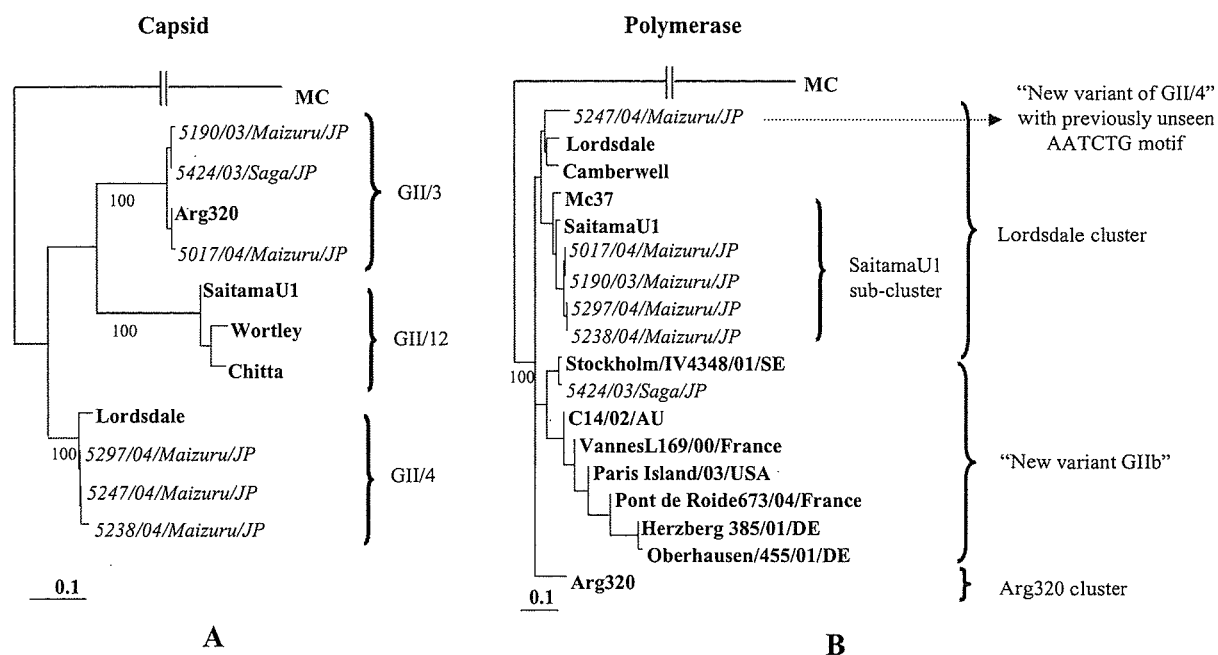 Capsid
MC
5190/03/Maizuru/JP
5424/03/Saga/JP
100
Arg320
5017/04/Maizuru/JP
GII/3
SaitamaU1
100
Wortley
Chitta
GII/12
Lordsdale
100
5297/04/Maizuru/JP
5247/04/Maizuru/JP
5238/04/Maizuru/JP
GII/4
0.1
A
Polymerase
MC
5247/04/Maizuru/JP
"New variant of GII/4"
with previously unseen
AATCTG motif
Lordsdale
Camberwell
Mc37
SaitamaU1
5017/04/Maizuru/JP
5190/03/Maizuru/JP
5297/04/Maizuru/JP
5238/04/Maizuru/JP
SaitamaU1
sub-cluster
Lordsdale cluster
100
Stockholm/IV4348/01/SE
5424/03/Saga/JP
C14/02/AU
VannesL169/00/France
Paris Island/03/USA
Pont de Roide673/04/France
Herzberg 385/01/DE
Oberhausen/455/01/DE
"New variant GIIb"
Arg320
Arg320 cluster
0.1
B